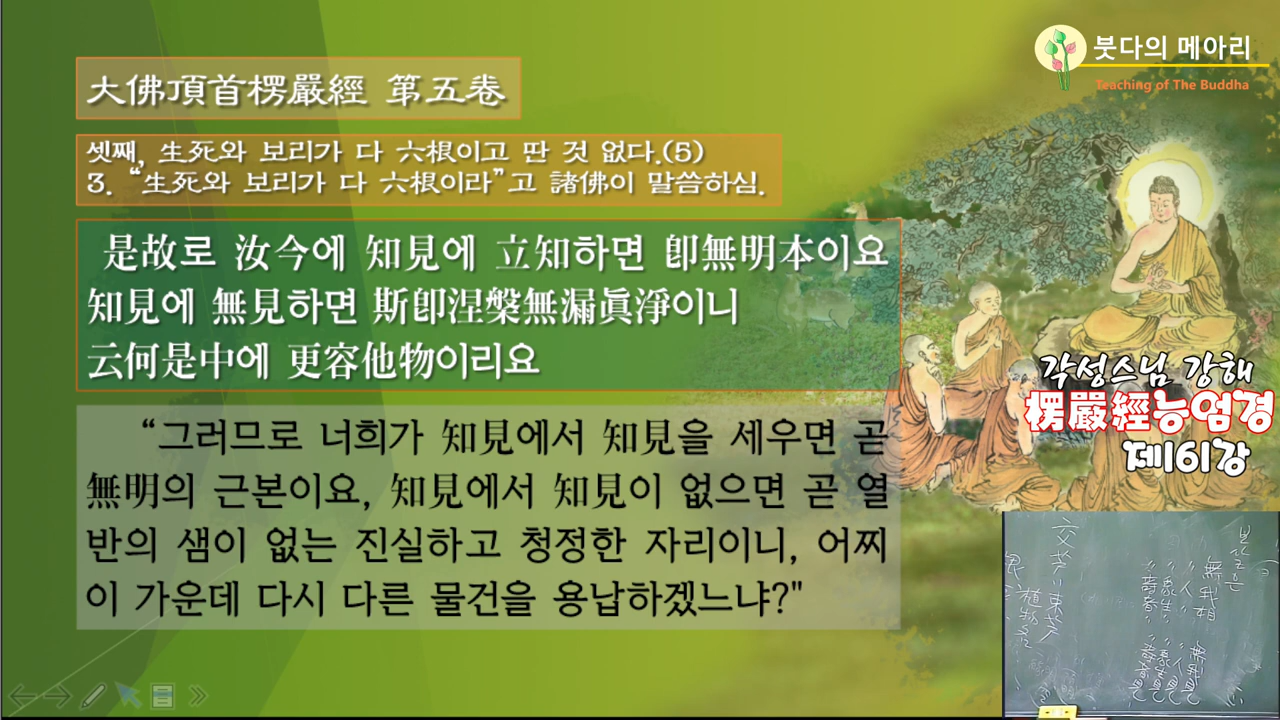 붓다의 메아리
Teaching of The Buddha
大佛頂首楞嚴經 第五卷
셋째, 生死와 보리가 다 六根이고 딴 것 없다.(5)
3. “生死와 보리가 다 六根이라”고 諸佛이 말씀하심.
是故로 汝今에 知見에 立知하면 卽無明本이요
知見에 無見하면 斯卽涅槃無漏眞淨이니
云何是中에 更容他物이리요
“그러므로 너희가 知見에서 知見을 세우면 곧
無明의 근본이요, 知見에서 知見이 없으면 곧 열
반의 샘이 없는 진실하고 청정한 자리이니, 어찌
이 가운데 다시 다른 물건을 용납하겠느냐?"
각성스님 강해
楞嚴經능엄경
제161강
交芦
束芦
無我相